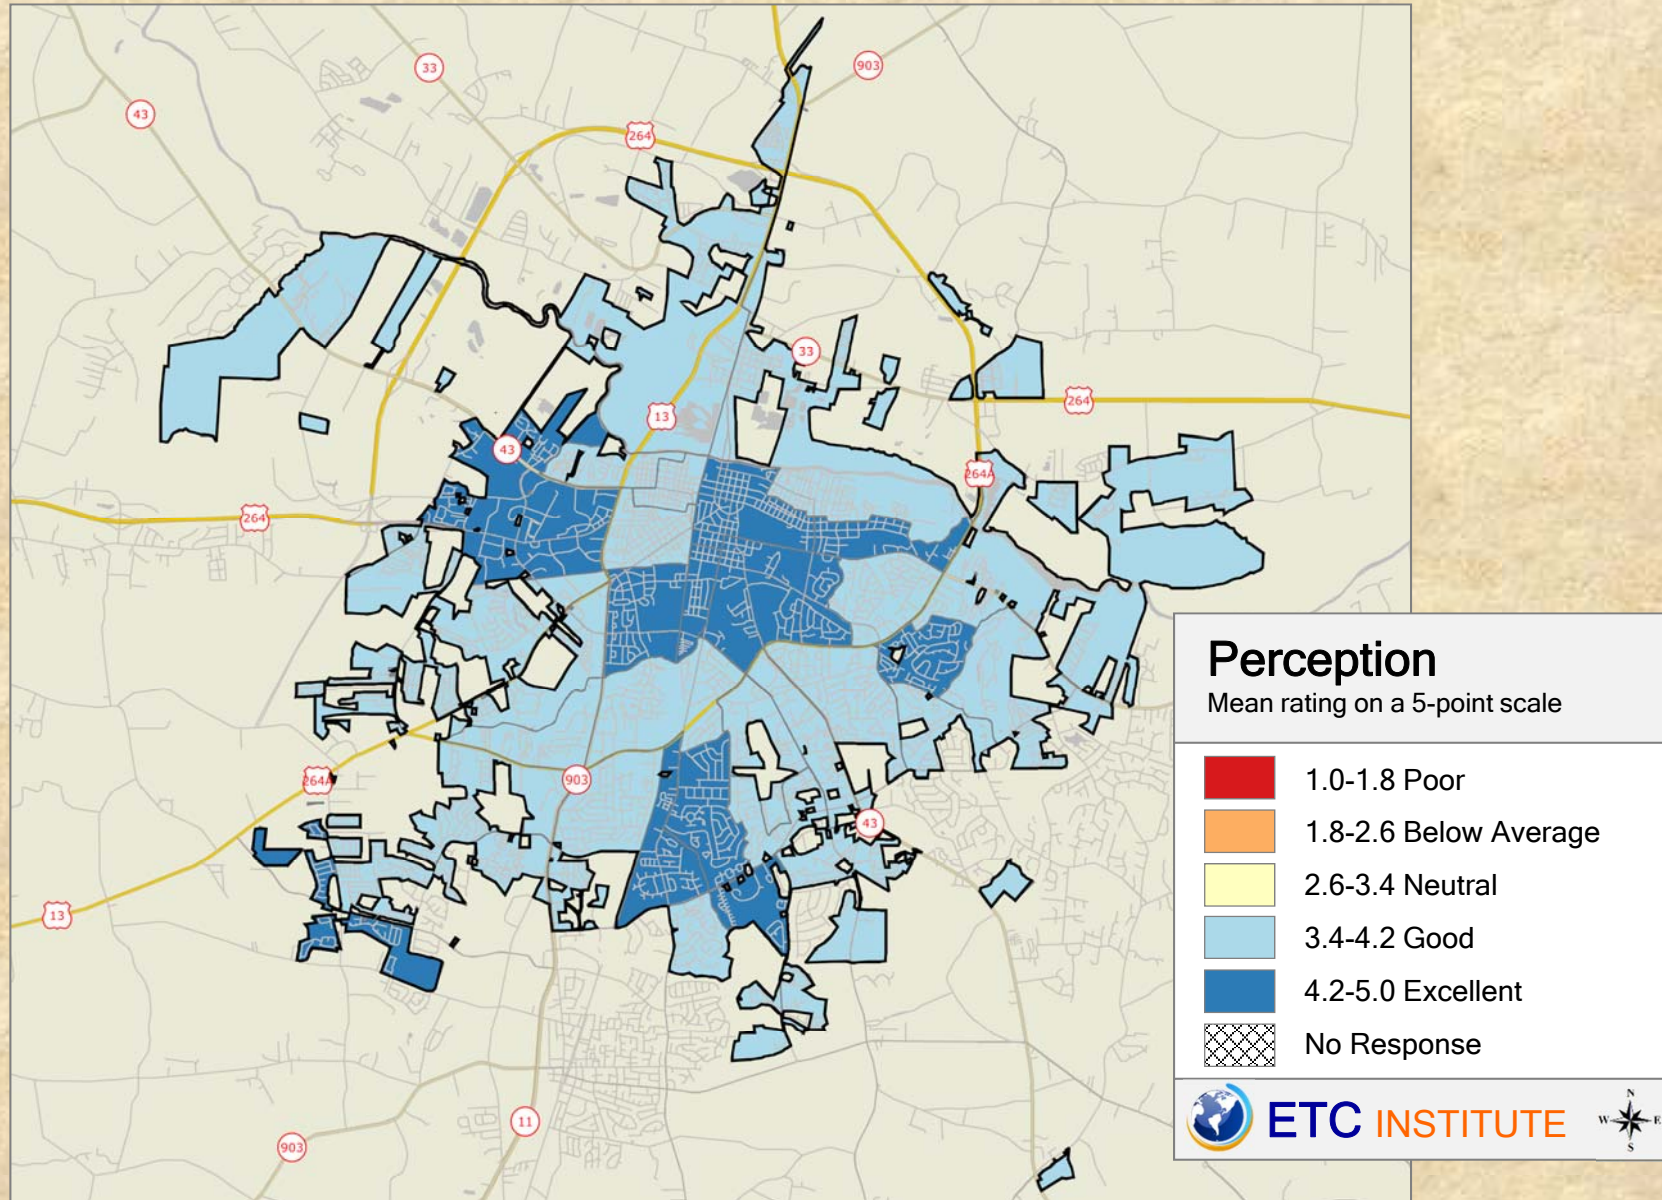 33
903
43
264
33
264
13
43
264A
264
903
264A
43
13
11
903
Perception
Mean rating on a 5-point scale
1.0-1.8 Poor
1.8-2.6 Below Average
2.6-3.4 Neutral
3.4-4.2 Good
4.2-5.0 Excellent
No Response
ETC INSTITUTE
N
W E
S